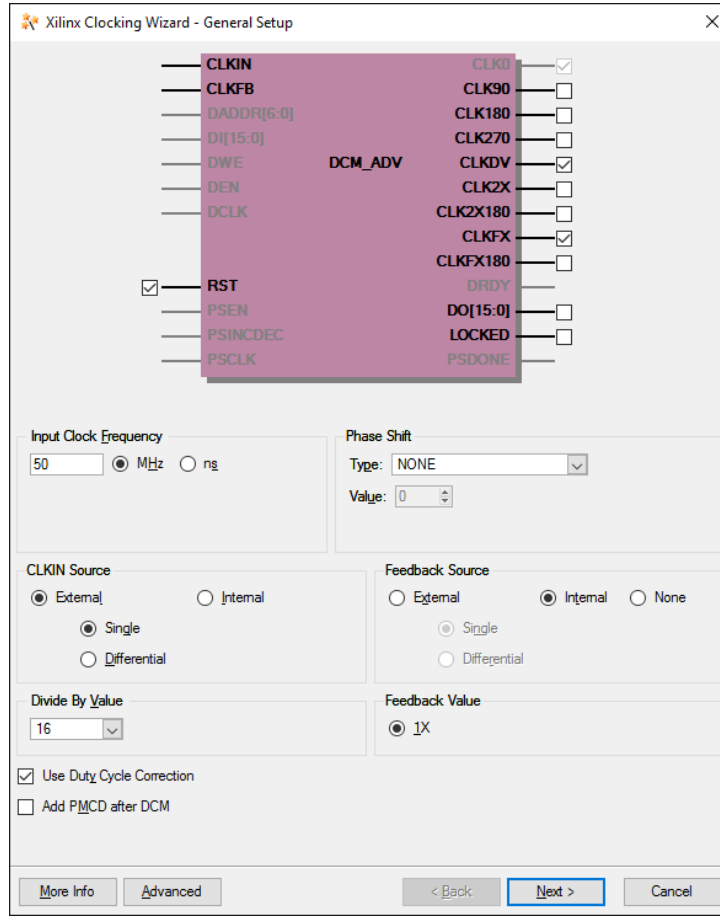 Xilinx Clocking Wizard - General Setup
CLKIN CLK0
CLKFB CLK90
DADDR[6:0] CLK180
DI[15:0] CLK270
DWE DCM_ADV CLKDV
DEN CLK2X
DCLK CLK2X180
CLKFX
CLKFX180
RST DRDY
PSEN DO[15:0]
PSINCDEC LOCKED
PSCLK PSDONE
Input Clock Frequency Phase Shift
50 MHz ns Type: NONE
Value: 0
CLKIN Source Feedback Source
External Internal External Internal None
Single Single
Differential Differential
Divide By Value Feedback Value
16 1X
Use Duty Cycle Correction
Add PMCD after DCM
More Info Advanced < Back Next > Cancel